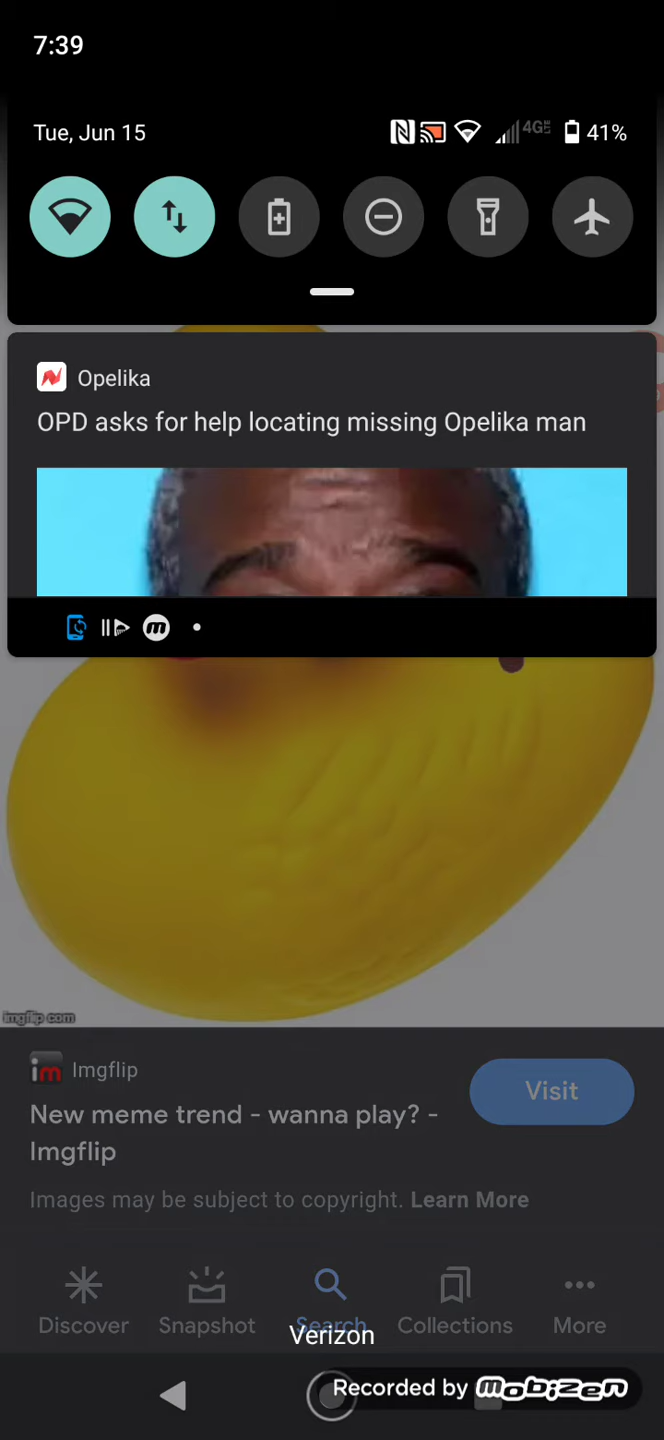 7:39
Tue, Jun 15
4G LTE
41%
Opelika
OPD asks for help locating missing Opelika man
m
imgflip.com
im
Imgflip
Visit
New meme trend - wanna play? -
Imgflip
Images may be subject to copyright. Learn More
Discover
Snapshot
Search
Collections
More
Verizon
Recorded by mobizen